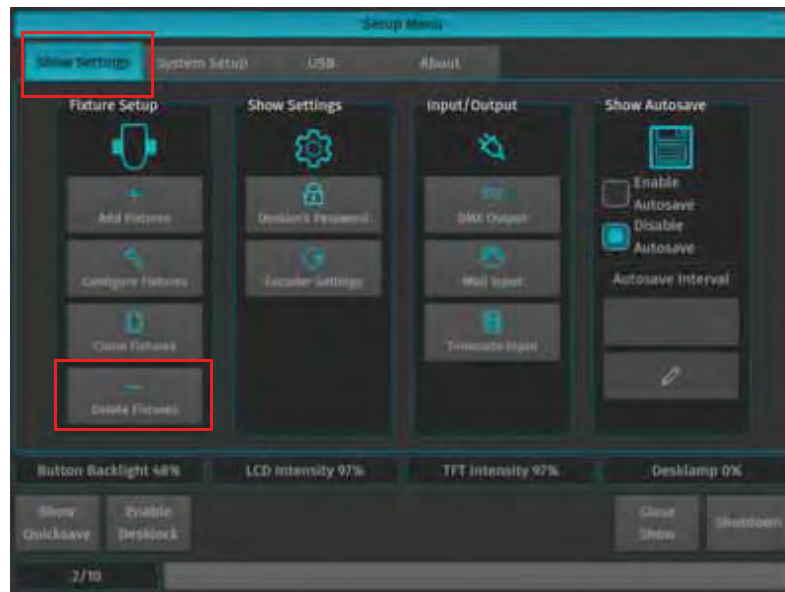 Setup Menu
Show Settings
System Setup
USB
About
Fixture Setup
Show Settings
Input/Output
Show Autosave
Add Fixtures
Configure Fixtures
Clone Fixtures
Delete Fixtures
Desklock Password
Encoder Settings
DMX Output
Midi Input
Timecode Input
Enable
Autosave
Disable
Autosave
Autosave Interval
Button Backlight 48%
LCD Intensity 97%
TFT Intensity 97%
Desklamp 0%
Show
Quicksave
Enable
Desklock
Close
Show
Shutdown
2/10